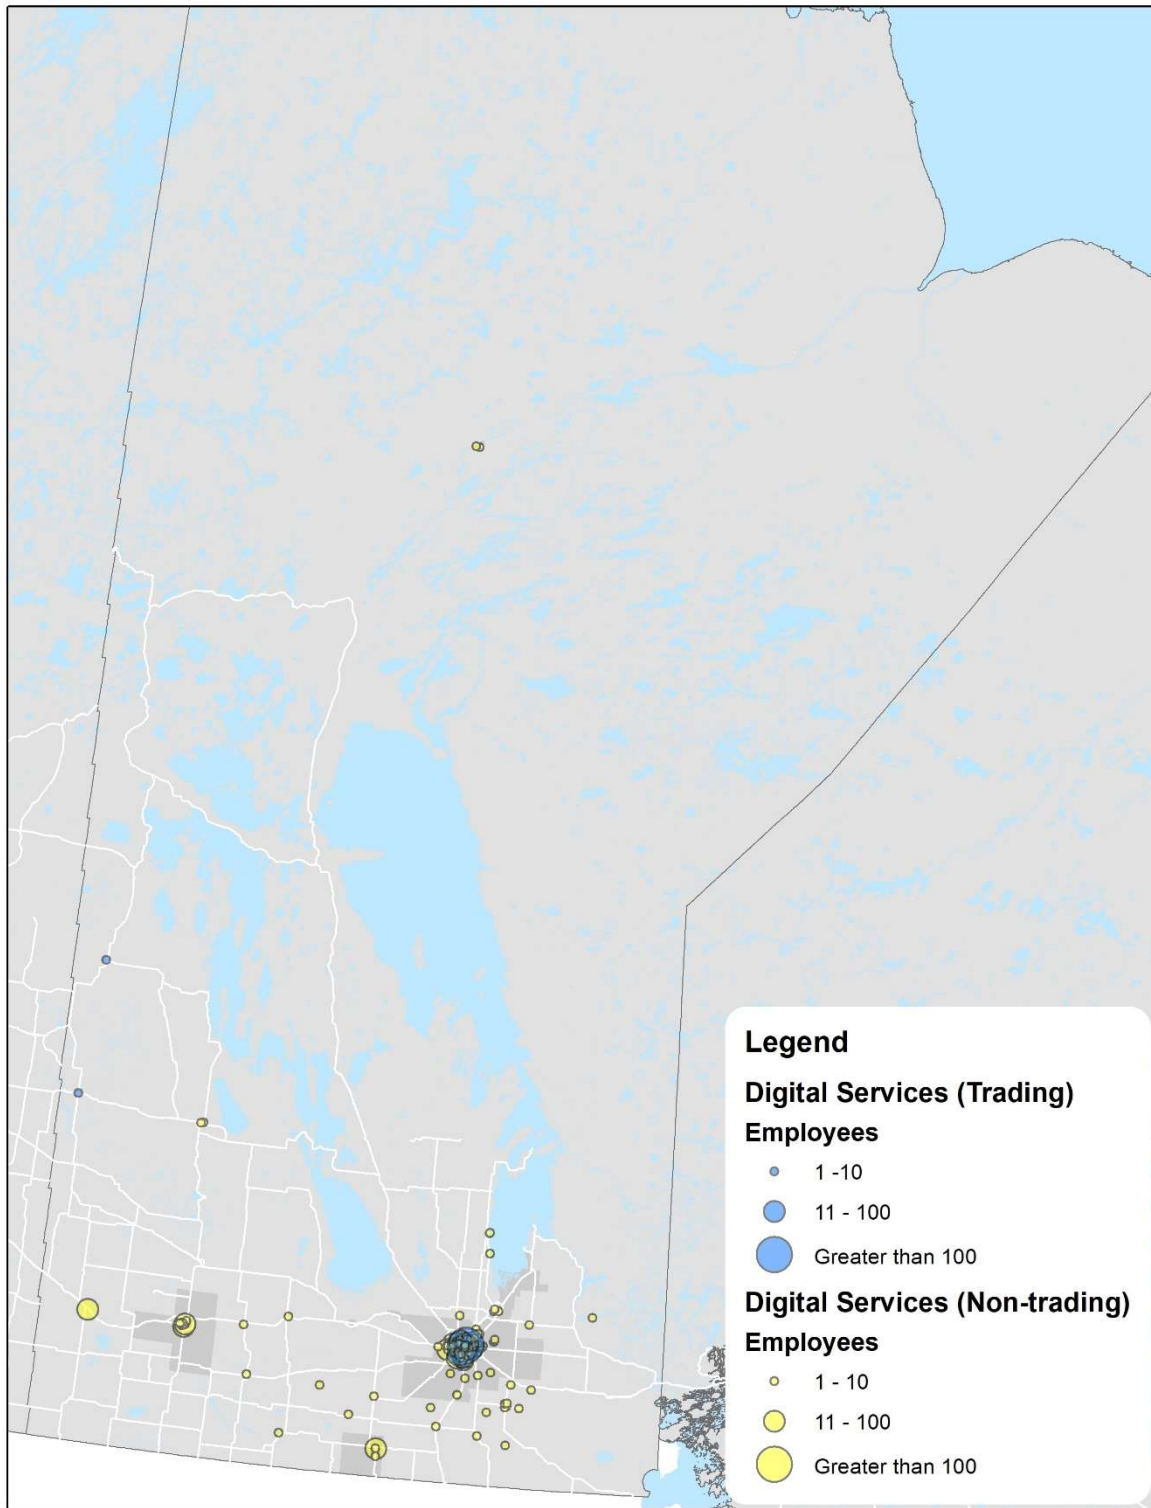 Legend
Digital Services (Trading)
Employees
1 -10
11 - 100
Greater than 100
Digital Services (Non-trading)
Employees
1 - 10
11 - 100
Greater than 100